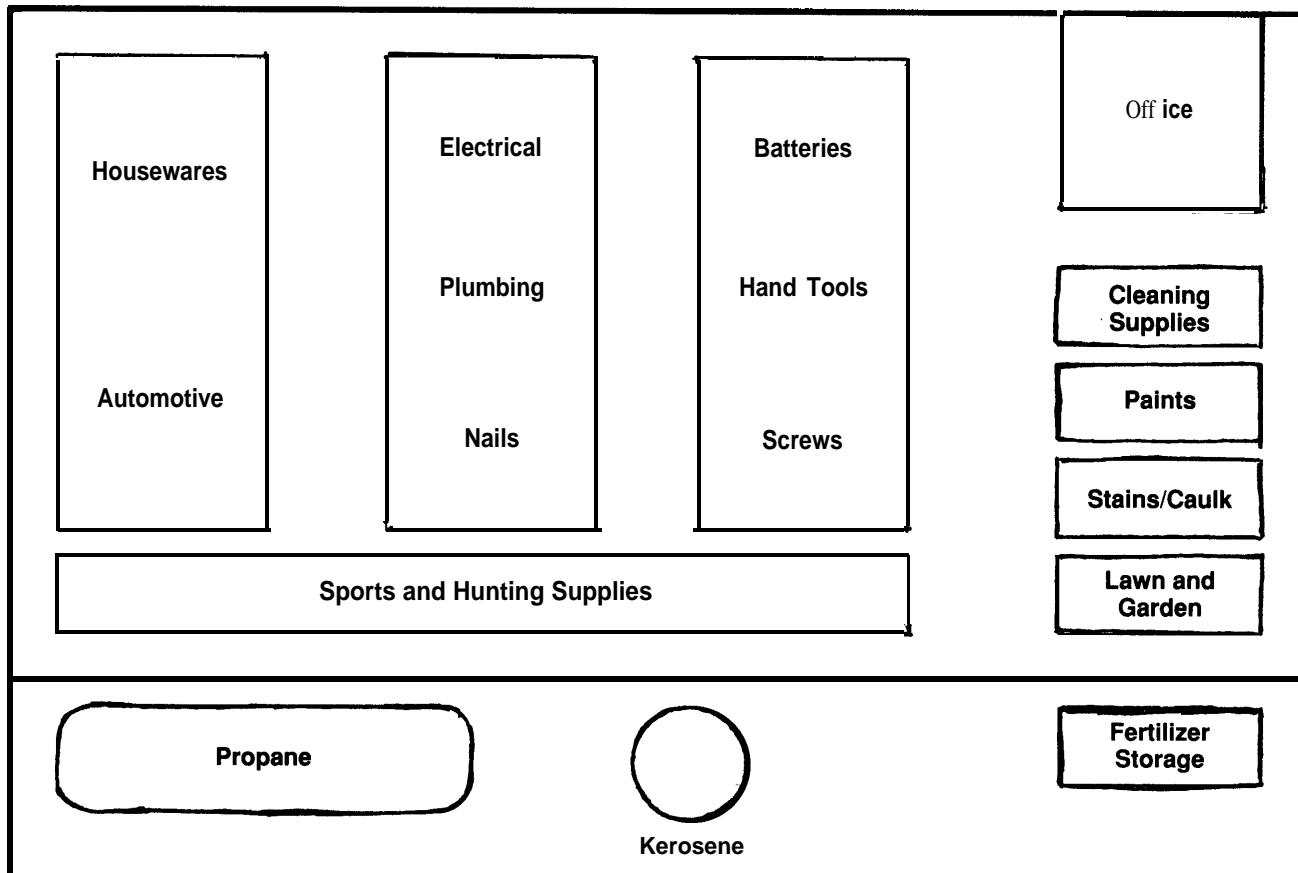 Housewares
Automotive
Electrical
Plumbing
Nails
Batteries
Hand Tools
Screws
Off ice
Cleaning
Supplies
Paints
Stains/Caulk
Lawn and
Garden
Sports and Hunting Supplies
Propane
Kerosene
Fertilizer
Storage